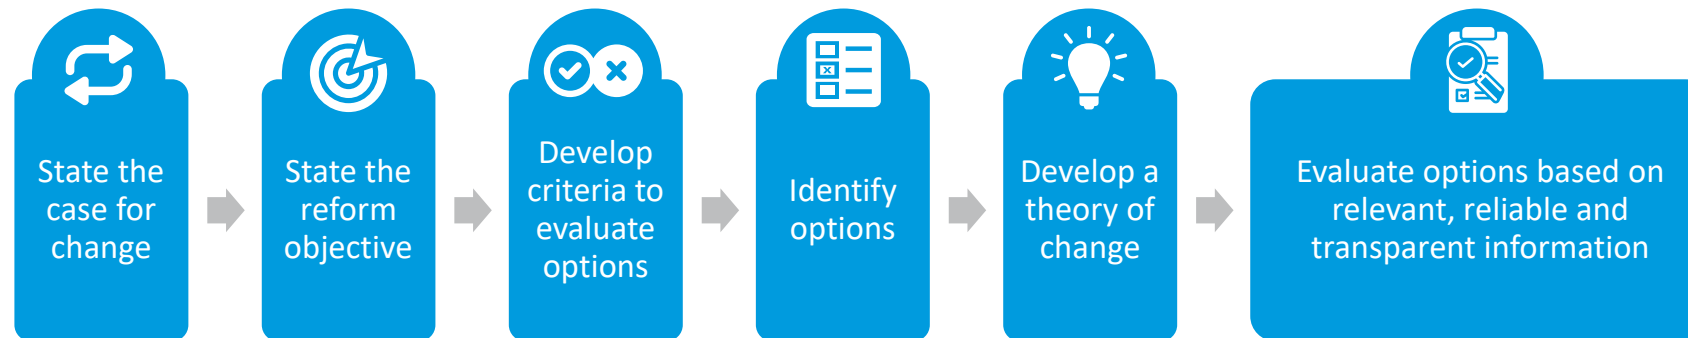 State the
case for
change
State the
reform
objective
Develop
criteria to
evaluate
options
Identify
options
Develop a
theory of
change
Evaluate options based on
relevant, reliable and
transparent information